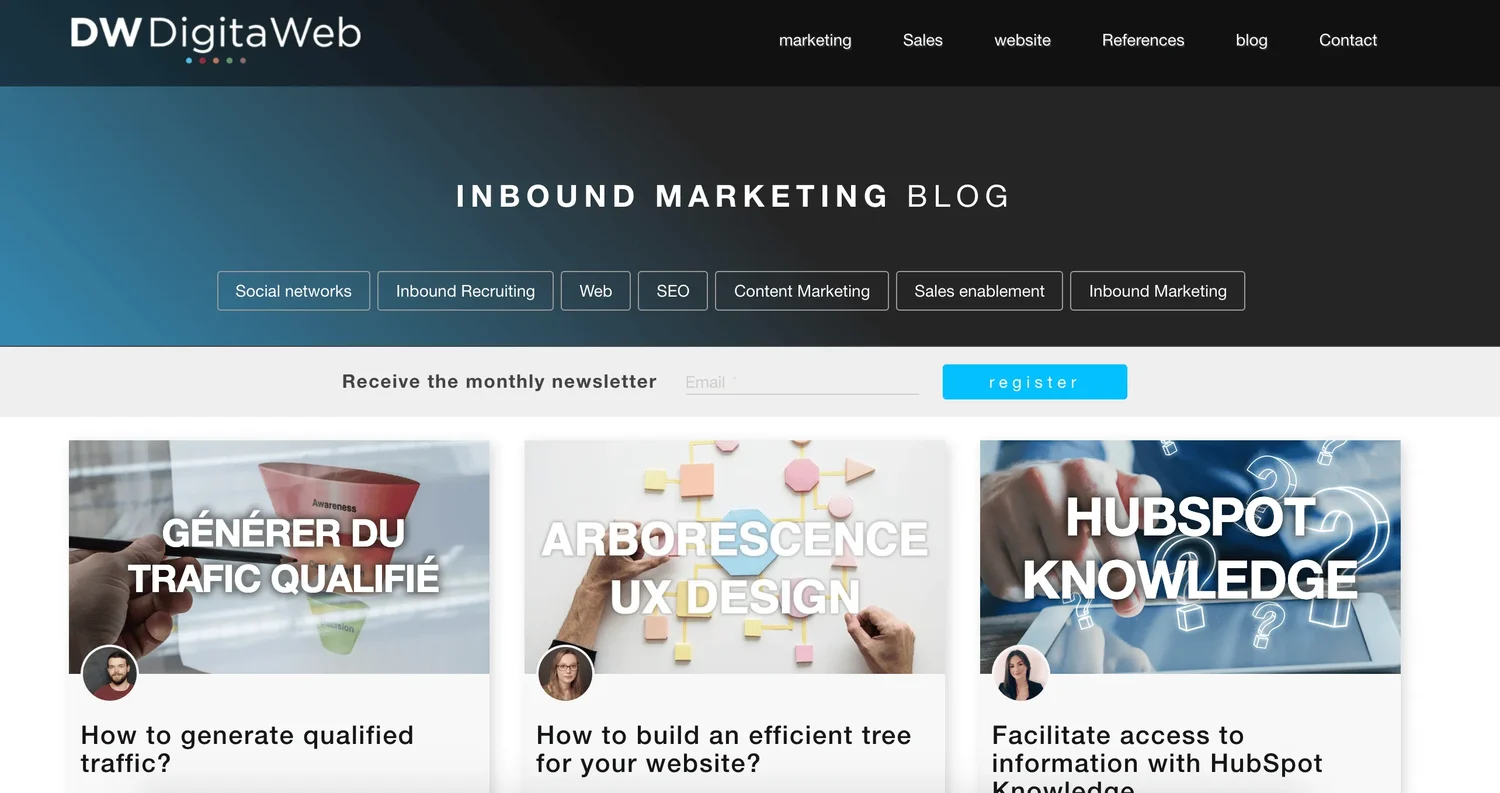 DW DigitaWeb
marketing Sales website References blog Contact
INBOUND MARKETING BLOG
Social networks Inbound Recruiting Web SEO Content Marketing Sales enablement Inbound Marketing
Receive the monthly newsletter Email * register
Awareness
GÉNÉRER DU
TRAFIC QUALIFIÉ
ARBORESCENCE
UX DESIGN
HUBSPOT
KNOWLEDGE
How to generate qualified
traffic?
How to build an efficient tree
for your website?
Facilitate access to
information with HubSpot
Knowledge